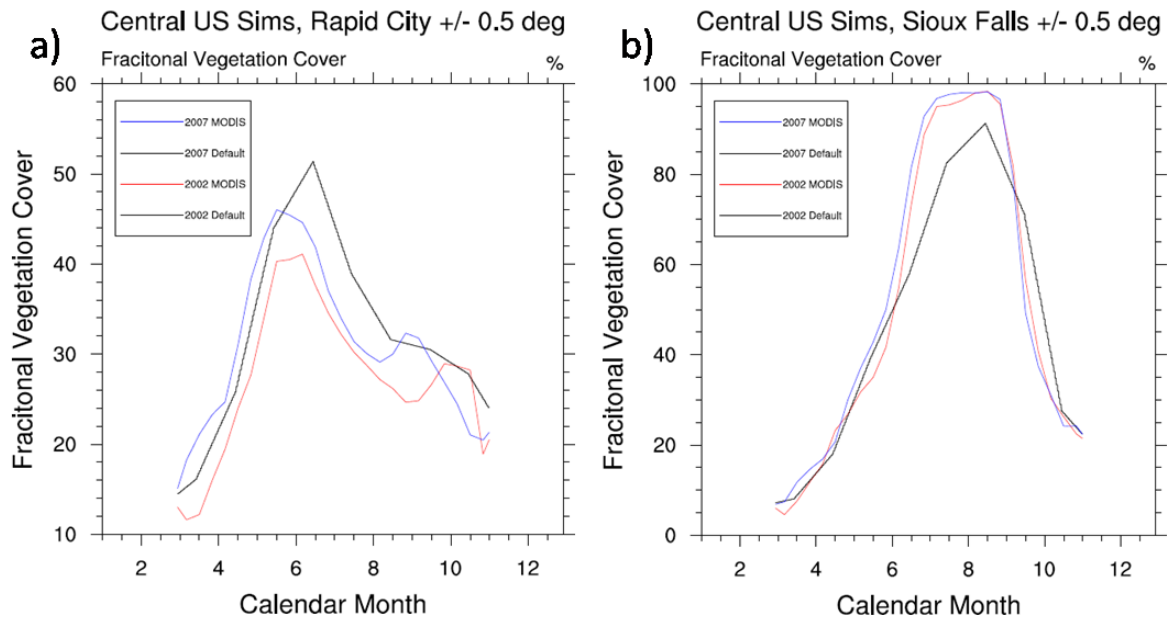 a)
Central US Sims, Rapid City +/- 0.5 deg
Fracitonal Vegetation Cover
%
2007 MODIS
2007 Default
2002 MODIS
2002 Default
Fracitonal Vegetation Cover
60
50
40
30
20
10
2 4 6 8 10 12
Calendar Month
b)
Central US Sims, Sioux Falls +/- 0.5 deg
Fracitonal Vegetation Cover
%
2007 MODIS
2007 Default
2002 MODIS
2002 Default
Fracitonal Vegetation Cover
100
80
60
40
20
0
2 4 6 8 10 12
Calendar Month